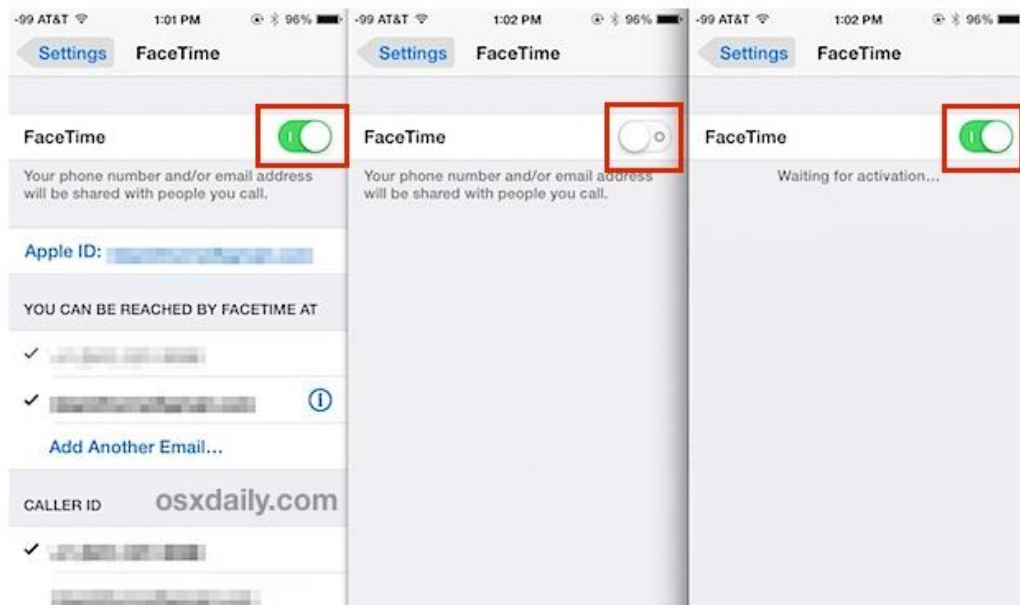 -99 AT&T 1:01 PM 96%
Settings FaceTime
FaceTime
Your phone number and/or email address
will be shared with people you call.
Apple ID:
YOU CAN BE REACHED BY FACETIME AT
Add Another Email...
CALLER ID
osxdaily.com
-99 AT&T 1:02 PM 96%
Settings FaceTime
FaceTime
Your phone number and/or email address
will be shared with people you call.
-99 AT&T 1:02 PM 96%
Settings FaceTime
FaceTime
Waiting for activation...